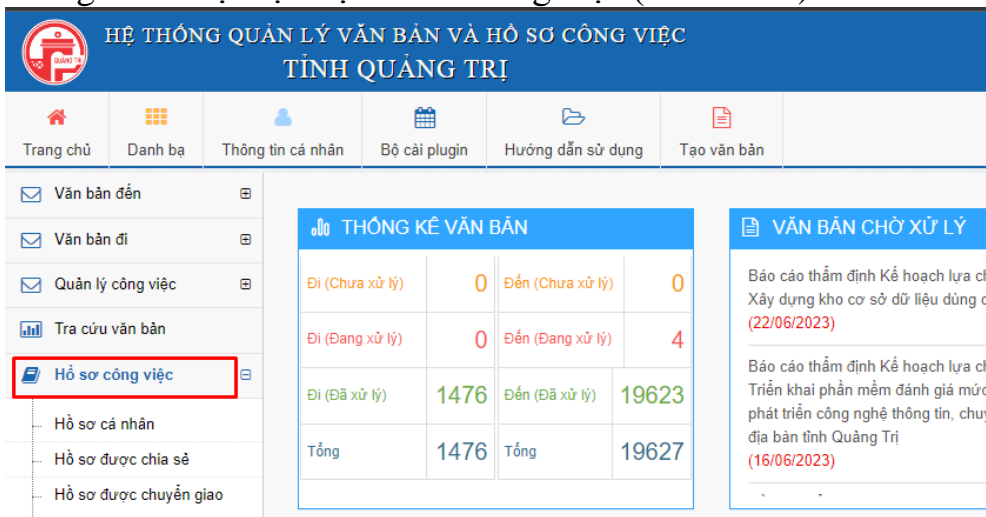 HỆ THỐNG QUẢN LÝ VĂN BẢN VÀ HỒ SƠ CÔNG VIỆC
TỈNH QUẢNG TRỊ
QUẢNG TRỊ
Trang chủ Danh bạ Thông tin cá nhân Bộ cài plugin Hướng dẫn sử dụng Tạo văn bản
Văn bản đến
Văn bản đi
Quản lý công việc
Tra cứu văn bản
Hồ sơ công việc
Hồ sơ cá nhân
Hồ sơ được chia sẻ
Hồ sơ được chuyển giao
THỐNG KÊ VĂN BẢN
Đi (Chưa xử lý) 0 Đến (Chưa xử lý) 0
Đi (Đang xử lý) 0 Đến (Đang xử lý) 4
Đi (Đã xử lý) 1476 Đến (Đã xử lý) 19623
Tổng 1476 Tổng 19627
VĂN BẢN CHỜ XỬ LÝ
Báo cáo thẩm định Kế hoạch lựa
Xây dựng kho cơ sở dữ liệu dùng
(22/06/2023)
Báo cáo thẩm định Kế hoạch lựa
Triển khai phần mềm đánh giá mức
phát triển công nghệ thông tin,
địa bàn tỉnh Quảng Trị
(16/06/2023)